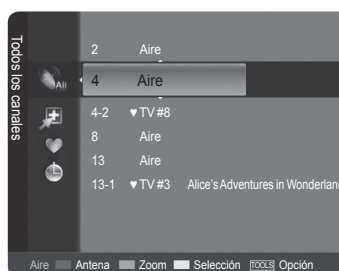 Todos los canales
All
2 Aire
4 Aire
4-2 ♥ TV #8
8 Aire
13 Aire
13-1 ♥ TV #3 Alice's Adventures in Wonderlan
Aire Antena Zoom Selección TOOLS Opción